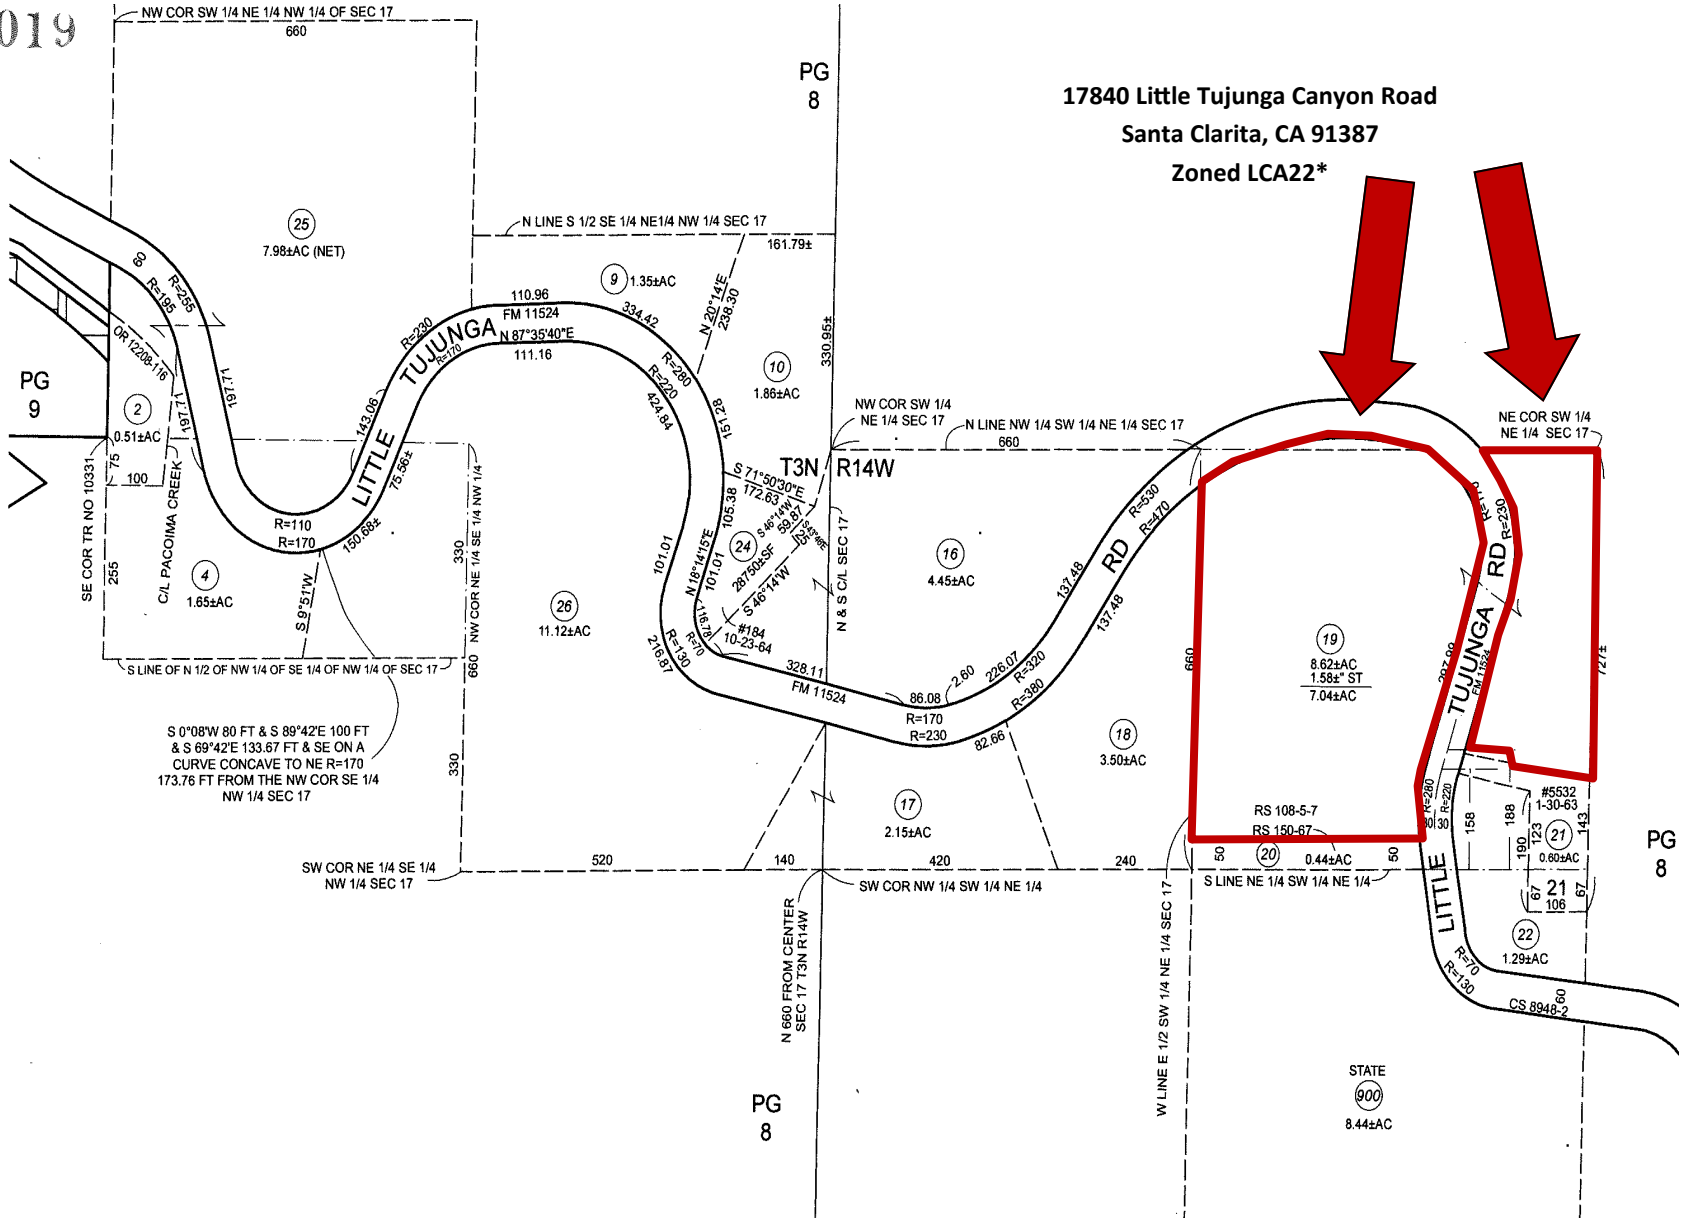 019
NW COR SW 1/4 NE 1/4 NW 1/4 OF SEC 17
660
PG
8
17840 Little Tujunga Canyon Road
Santa Clarita, CA 91387
Zoned LCA22*
25
7.98±AC (NET)
N LINE S 1/2 SE 1/4 NE1/4 NW 1/4 SEC 17
161.79±
60
R=255
R=195
OR 12208-116
197.71
197.71
PG
9
2
0.51±AC
75
100
SE COR TR NO 10331
255
C/L PACOIMA CREEK
4
1.65±AC
S 9°51'W
R=110
R=170
150.68±
LITTLE
75.56±
143.06
R=230
TUJUNGA
R=170
110.96
FM 11524
N 87°35'40"E
111.16
9
1.35±AC
334.42
N 20°14'E
238.30
R=280
R=220
424.84
151.28
10
1.86±AC
330.95±
NW COR SW 1/4
NE 1/4 SEC 17
N LINE NW 1/4 SW 1/4 NE 1/4 SEC 17
660
NE COR SW 1/4
NE 1/4 SEC 17
T3N
R14W
S 71°50'30"E
172.63
S 46°14'W
59.87
25
S 43°46'E
105.38
24
28750±SF
S 46°14'W
N 18°14'15"E
101.01
101.01
116.78
#184
10-23-64
R=70
R=130
216.87
328.11
FM 11524
N & S C/L SEC 17
330
NW COR NE 1/4 SE 1/4 NW 1/4
660
330
26
11.12±AC
S LINE OF N 1/2 OF NW 1/4 OF SE 1/4 OF NW 1/4 OF SEC 17
S 0°08'W 80 FT & S 89°42'E 100 FT
& S 69°42'E 133.67 FT & SE ON A
CURVE CONCAVE TO NE R=170
173.76 FT FROM THE NW COR SE 1/4
NW 1/4 SEC 17
SW COR NE 1/4 SE 1/4
NW 1/4 SEC 17
520
140
420
240
SW COR NW 1/4 SW 1/4 NE 1/4
86.08
R=170
R=230
2.60
226.07
R=320
R=380
82.66
16
4.45±AC
137.48
137.48
RD
R=530
R=470
17
2.15±AC
18
3.50±AC
660
19
8.62±AC
1.58±" ST
7.04±AC
RD
R=230
TUJUNGA
FM 11524
727±
RS 108-5-7
RS 150-67
50
20
0.44±AC
50
S LINE NE 1/4 SW 1/4 NE 1/4
R=280
R=220
30
158
188
#5532
1-30-63
190
123
143
21
0.60±AC
67
21
106
67
PG
8
LITTLE
22
1.29±AC
R=70
R=130
60
CS 8948-2
N 660 FROM CENTER
SEC 17 T3N R14W
W LINE E 1/2 SW 1/4 NE 1/4 SEC 17
PG
8
STATE
900
8.44±AC